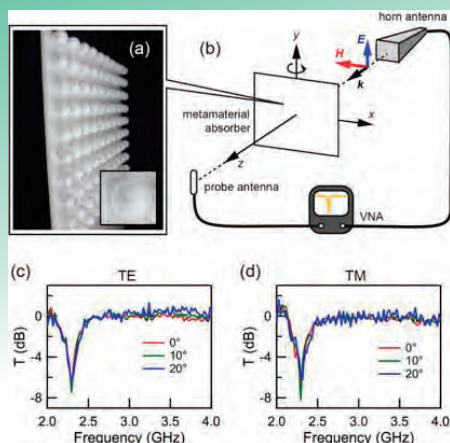 (a)
(b)
horn antenna
y
E
H
k
metamaterial
absorber
x
z
probe antenna
VNA
(c)
TE
T (dB)
0
-4
-8
0°
10°
20°
2.0
2.5
3.0
3.5
4.0
Frequency (GHz)
(d)
TM
T (dB)
0
-4
-8
0°
10°
20°
2.0
2.5
3.0
3.5
4.0
Frequency (GHz)